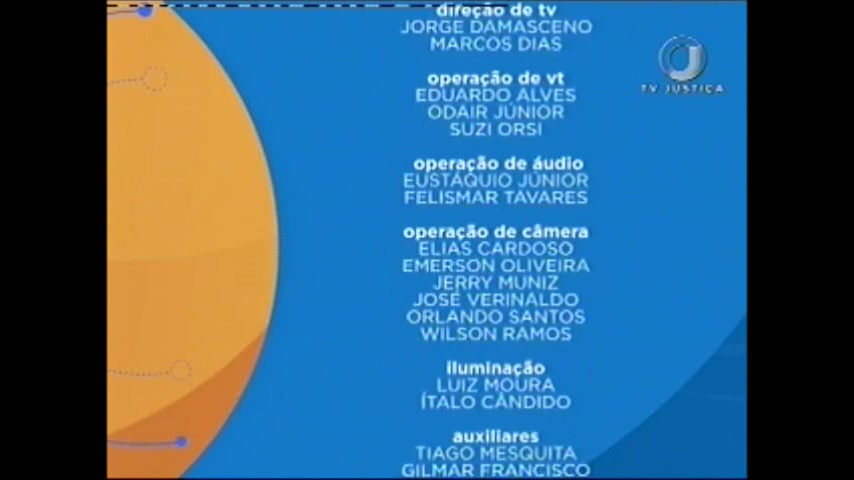 direção de tv
JORGE DAMASCENO
MARCOS DIAS
operação de vt
EDUARDO ALVES
ODAIR JÚNIOR
SUZI ORSI
operação de áudio
EUSTÁQUIO JÚNIOR
FELISMAR TAVARES
operação de câmera
ELIAS CARDOSO
EMERSON OLIVEIRA
JERRY MUNIZ
JOSÉ VERINALDO
ORLANDO SANTOS
WILSON RAMOS
iluminação
LUIZ MOURA
ÍTALO CÂNDIDO
auxiliares
TIAGO MESQUITA
GILMAR FRANCISCO
J
TV JUSTIÇA